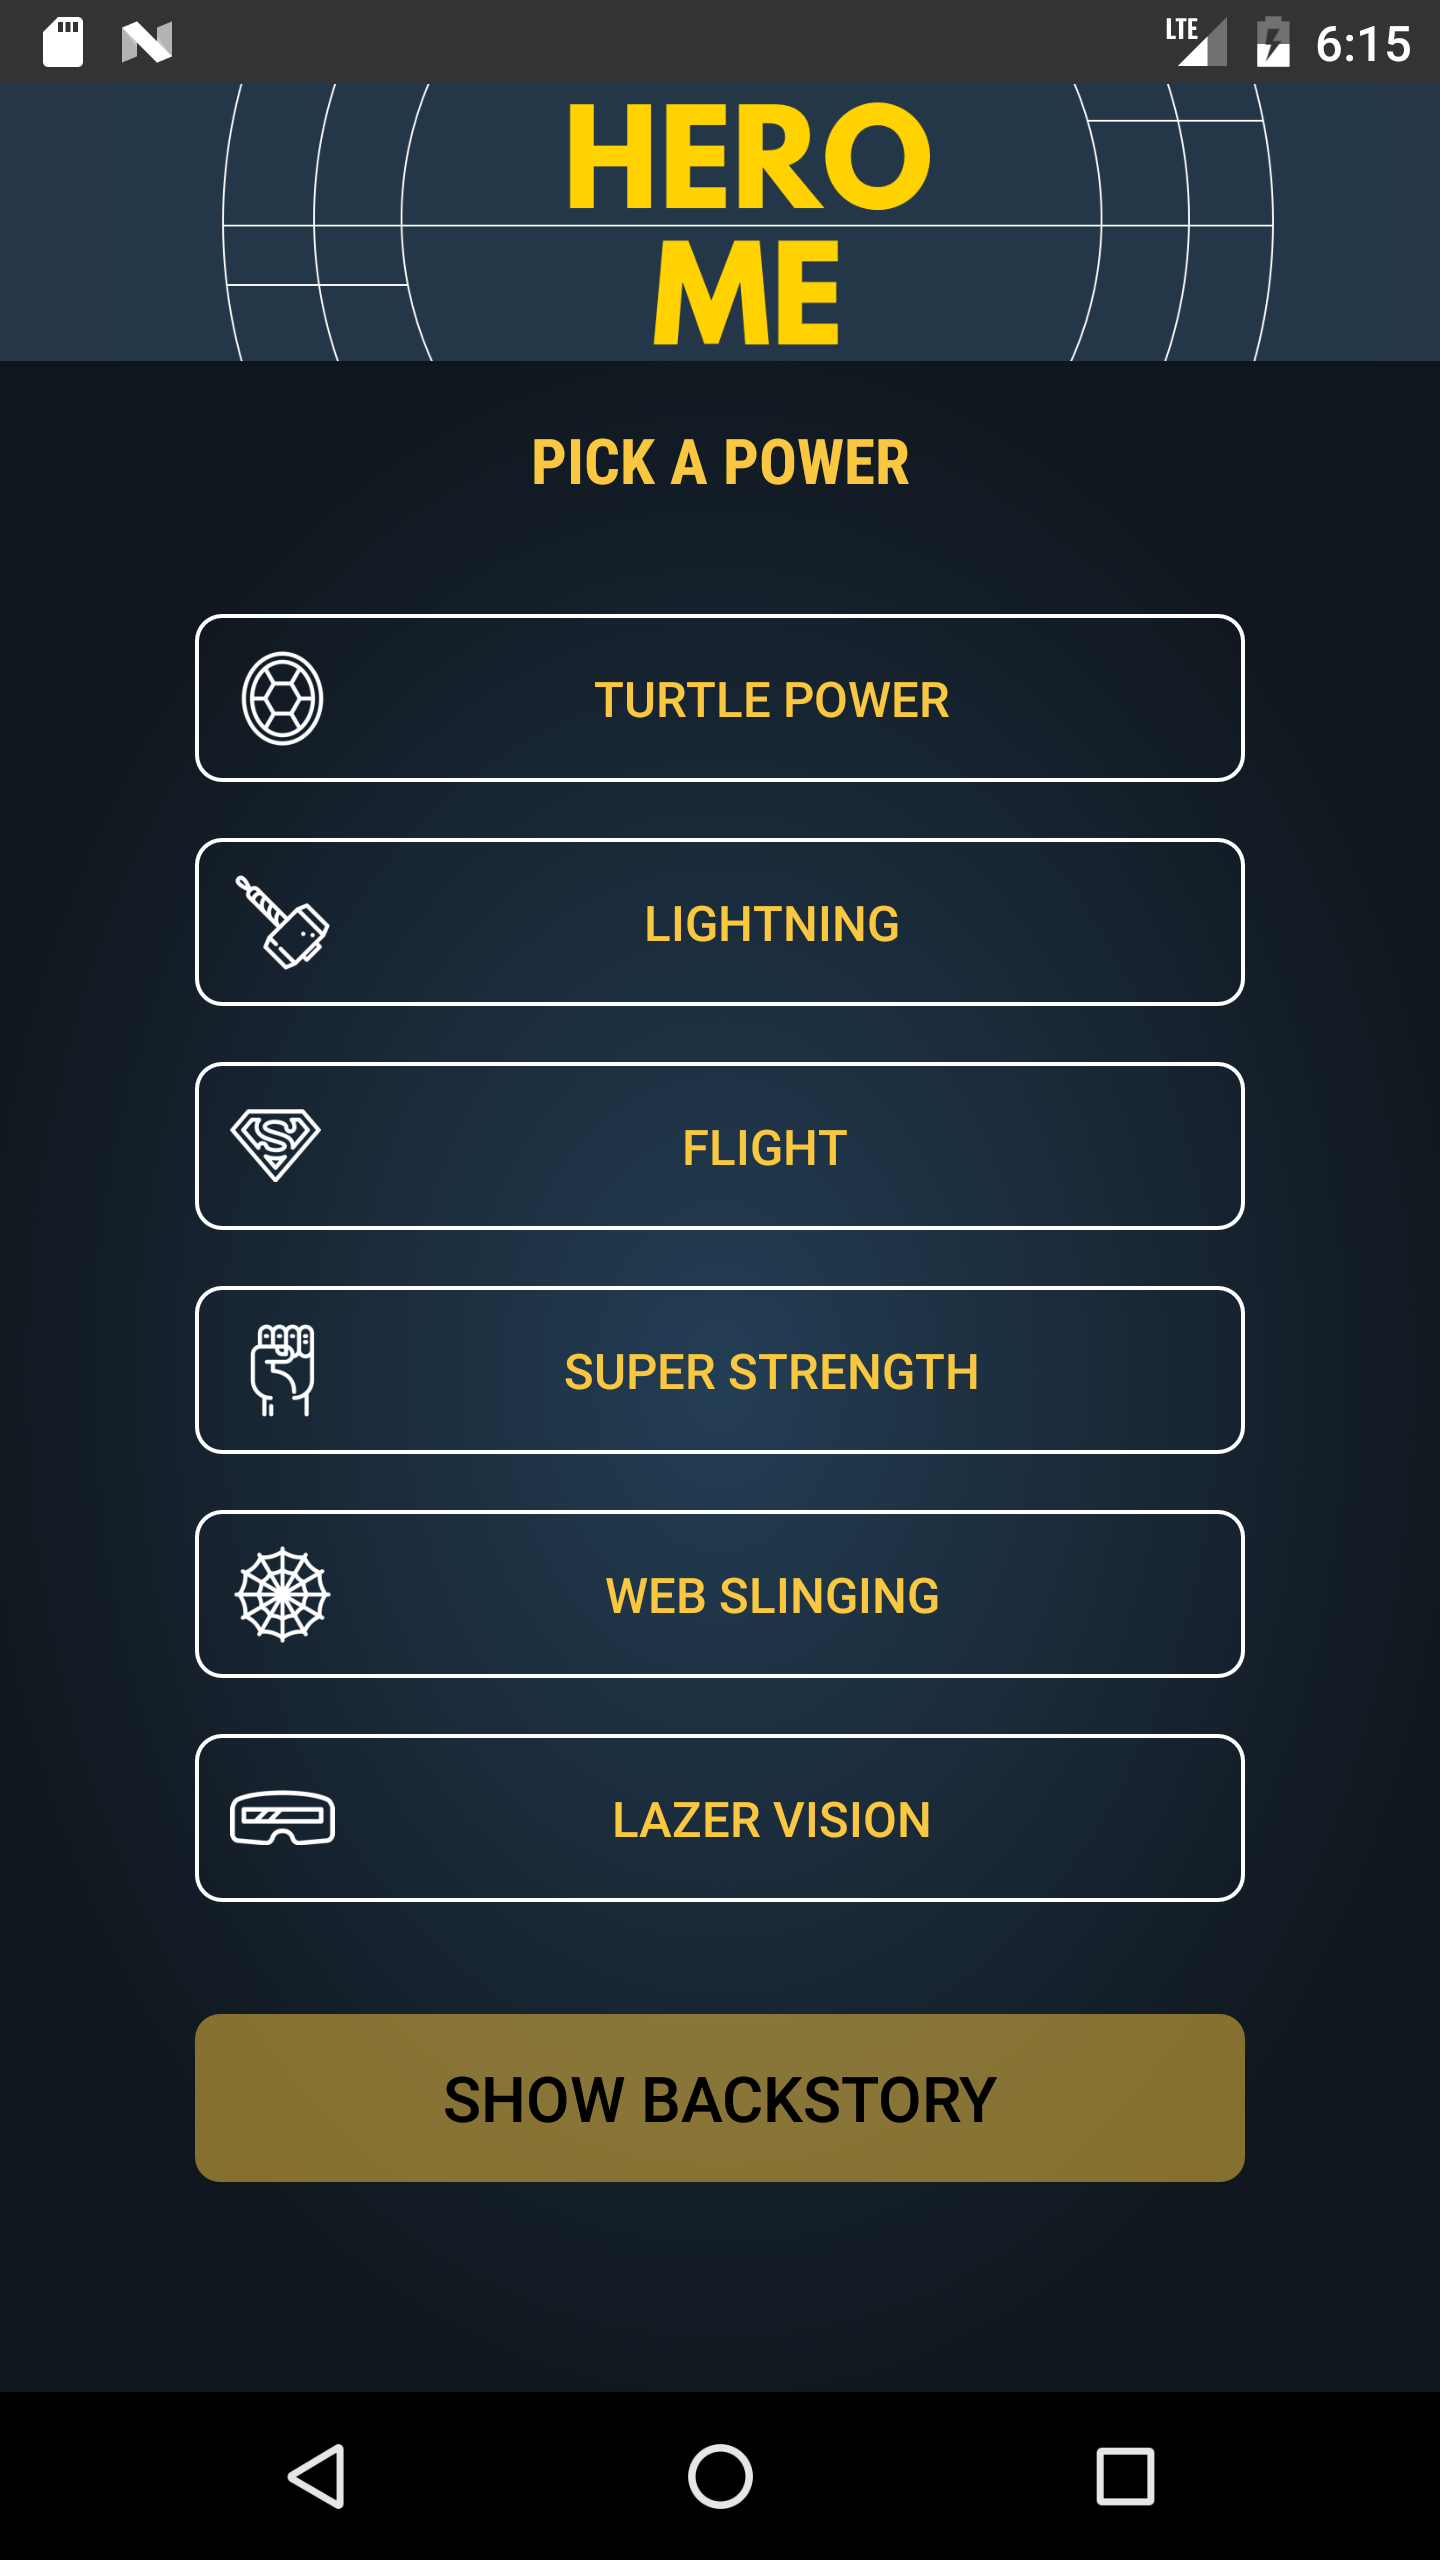 LTE 6:15
HERO
ME
PICK A POWER
TURTLE POWER
LIGHTNING
FLIGHT
SUPER STRENGTH
WEB SLINGING
LAZER VISION
SHOW BACKSTORY